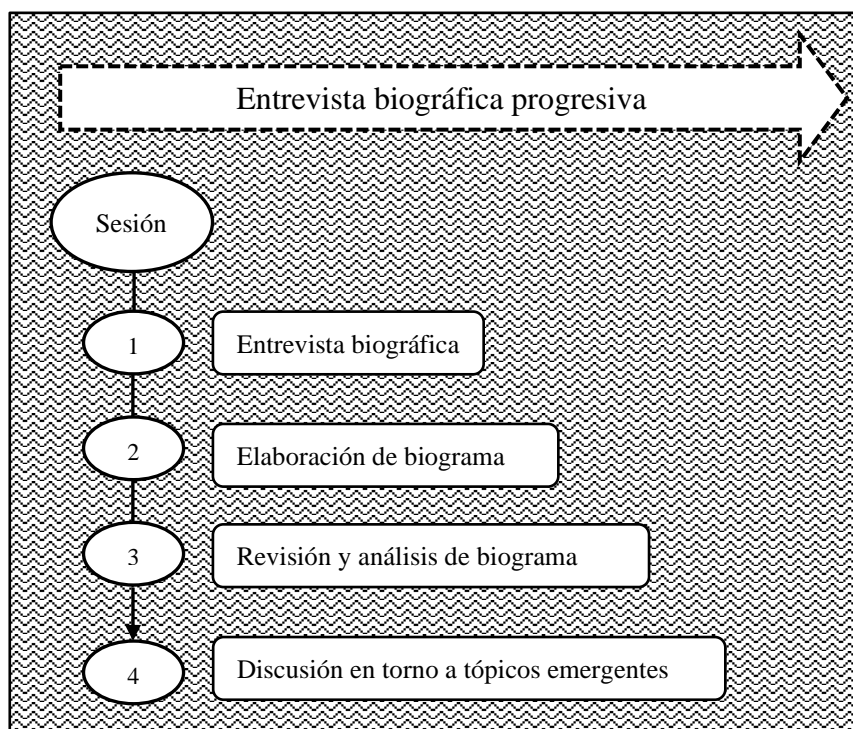 Entrevista biográfica progresiva
Sesión
1
Entrevista biográfica
2
Elaboración de biograma
3
Revisión y análisis de biograma
4
Discusión en torno a tópicos emergentes